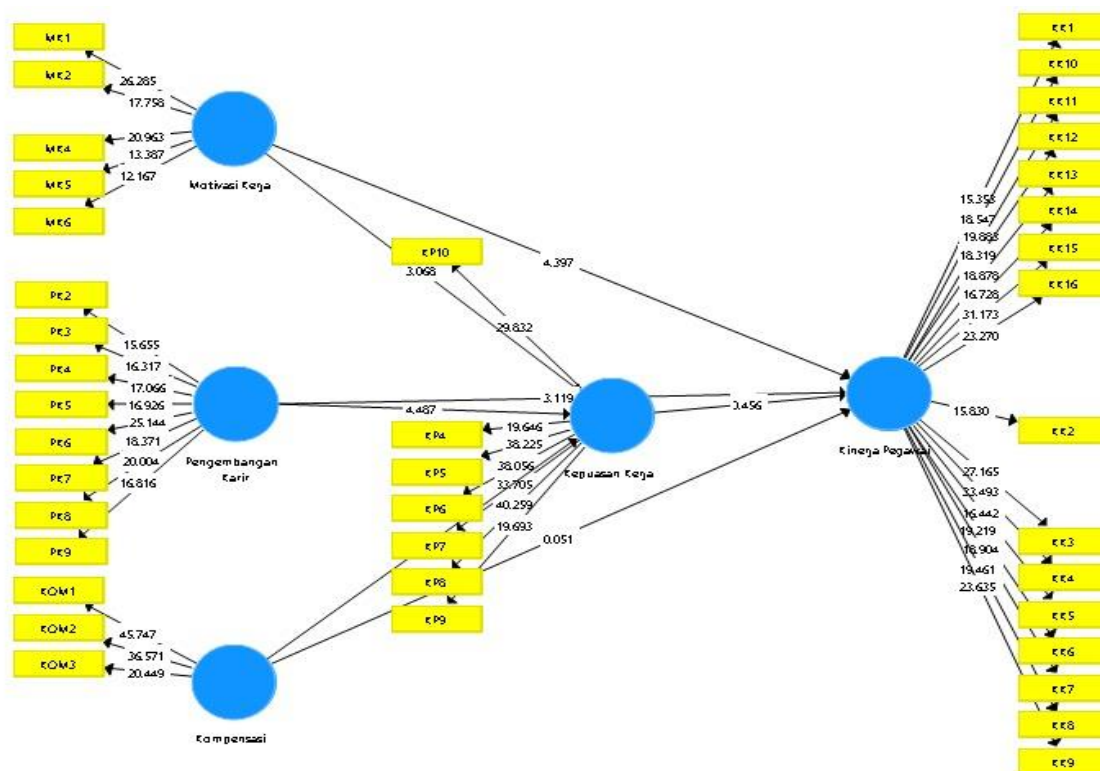 MK1
MK2
MK4
MK5
MK6
26.285
17.758
20.963
13.387
12.167
Motivasi Kerja
PK2
PK3
PK4
PK5
PK6
PK7
PK8
PK9
15.655
16.317
17.066
16.926
25.144
18.371
20.004
16.816
Pengembangan
Karir
KOM1
KOM2
KOM3
45.747
36.571
20.449
Kompensasi
KP10
3.068
29.832
4.397
3.119
4.487
KP4
KP5
KP6
KP7
KP8
KP9
19.646
38.225
38.056
33.705
40.259
19.693
Kepuasan Kerja
0.051
Kinerja Pegawai
KK1
KK10
KK11
KK12
KK13
KK14
KK15
KK16
15.353
18.547
19.883
18.319
18.878
16.728
31.173
23.270
15.830
KK2
27.165
33.493
16.442
19.219
19.461
23.635
KK3
KK4
KK5
KK6
KK7
KK8
KK9